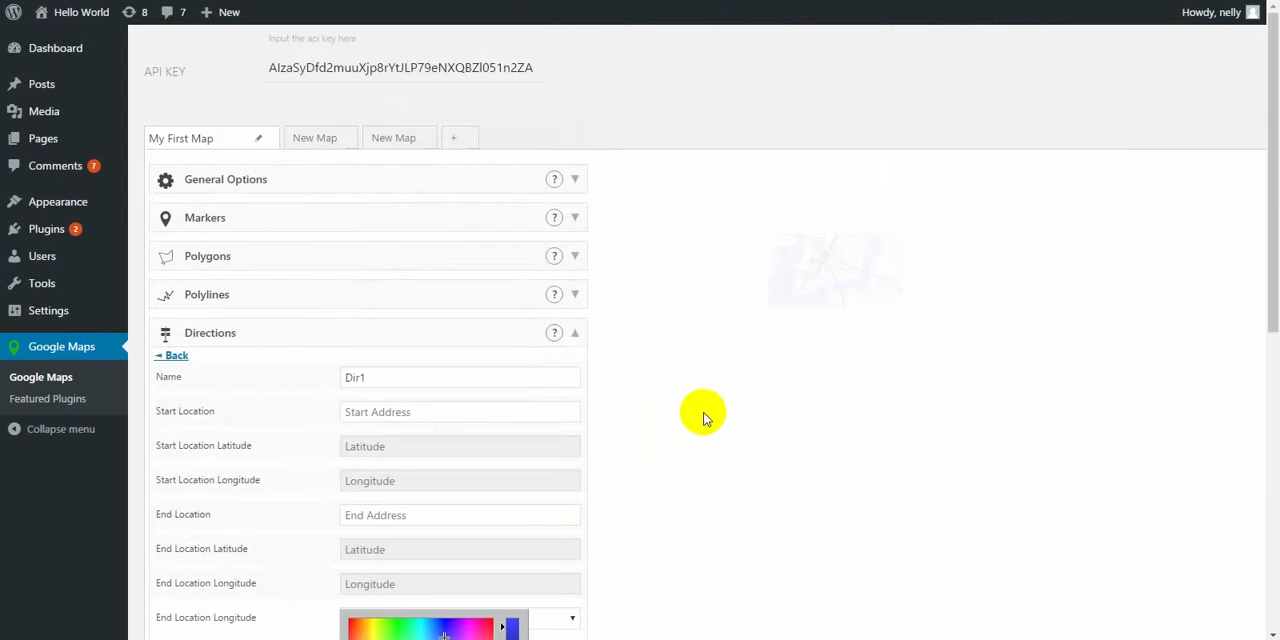 Hello World 8 7 New Howdy, nelly
Dashboard
Posts
Media
Pages
Comments 7
Appearance
Plugins 2
Users
Tools
Settings
Google Maps
Google Maps
Featured Plugins
Collapse menu
Input the api key here
API KEY AIzaSyDfd2muuXjp8rYtJLP79eNXQBZl051n2ZA
My First Map New Map New Map +
General Options ?
Markers ?
Polygons ?
Polylines ?
Directions ?
◄ Back
Name Dir1
Start Location Start Address
Start Location Latitude Latitude
Start Location Longitude Longitude
End Location End Address
End Location Latitude Latitude
End Location Longitude Longitude
End Location Longitude